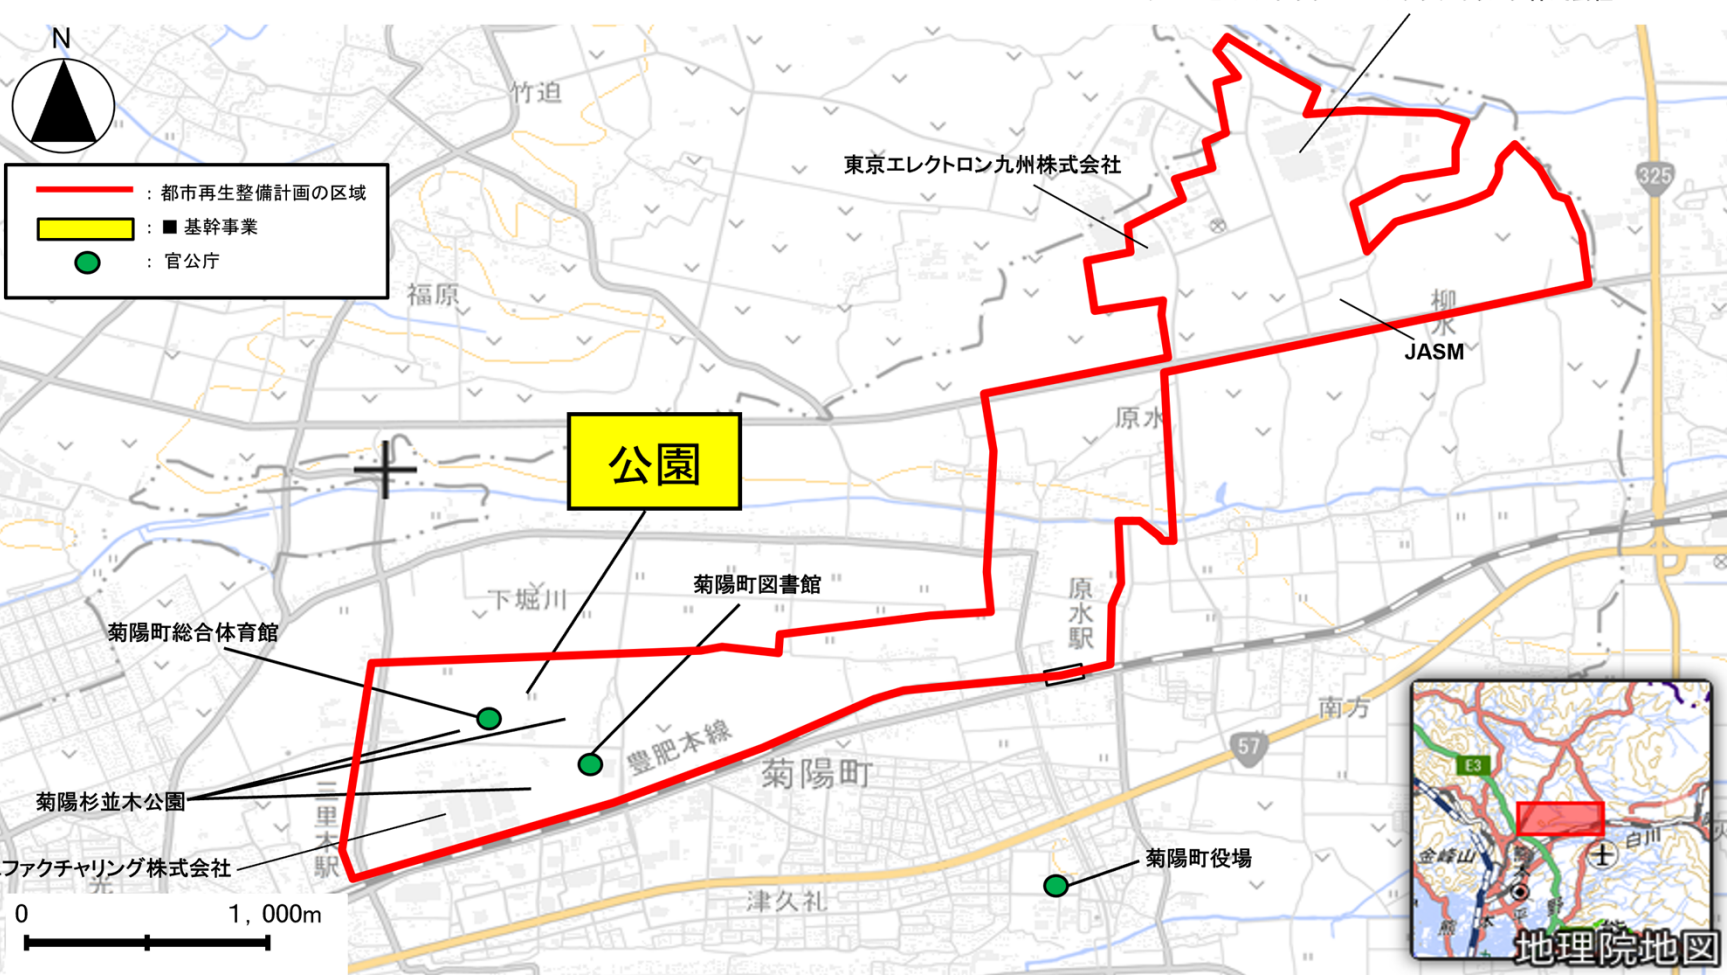 N
: 都市再生整備計画の区域
: ■ 基幹事業
: 官公庁
竹迫
福原
東京エレクトロン九州株式会社
325
柳水
JASM
原水
公園
下堀川
菊陽町図書館
原水駅
菊陽町総合体育館
豊肥本線
菊陽町
南方
57
菊陽杉並木公園
三里木駅
ファクチャリング株式会社
光
菊陽町役場
津久礼
0 1,000m
E3
金峰山
白川
熊本
地理院地図